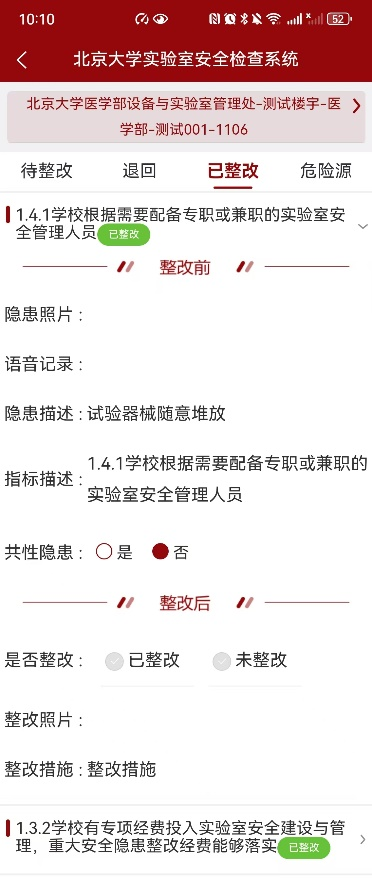 10:10
52
北京大学实验室安全检查系统
北京大学医学部设备与实验室管理处-测试楼宇-医
学部-测试001-1106
待整改 退回 已整改 危险源
1.4.1学校根据需要配备专职或兼职的实验室安
全管理人员 已整改
整改前
隐患照片：
语音记录：
隐患描述：试验器械随意堆放
指标描述：1.4.1学校根据需要配备专职或兼职的
实验室安全管理人员
共性隐患： 是 否
整改后
是否整改： 已整改 未整改
整改照片：
整改措施：整改措施
1.3.2学校有专项经费投入实验室安全建设与管
理，重大安全隐患整改经费能够落实 已整改